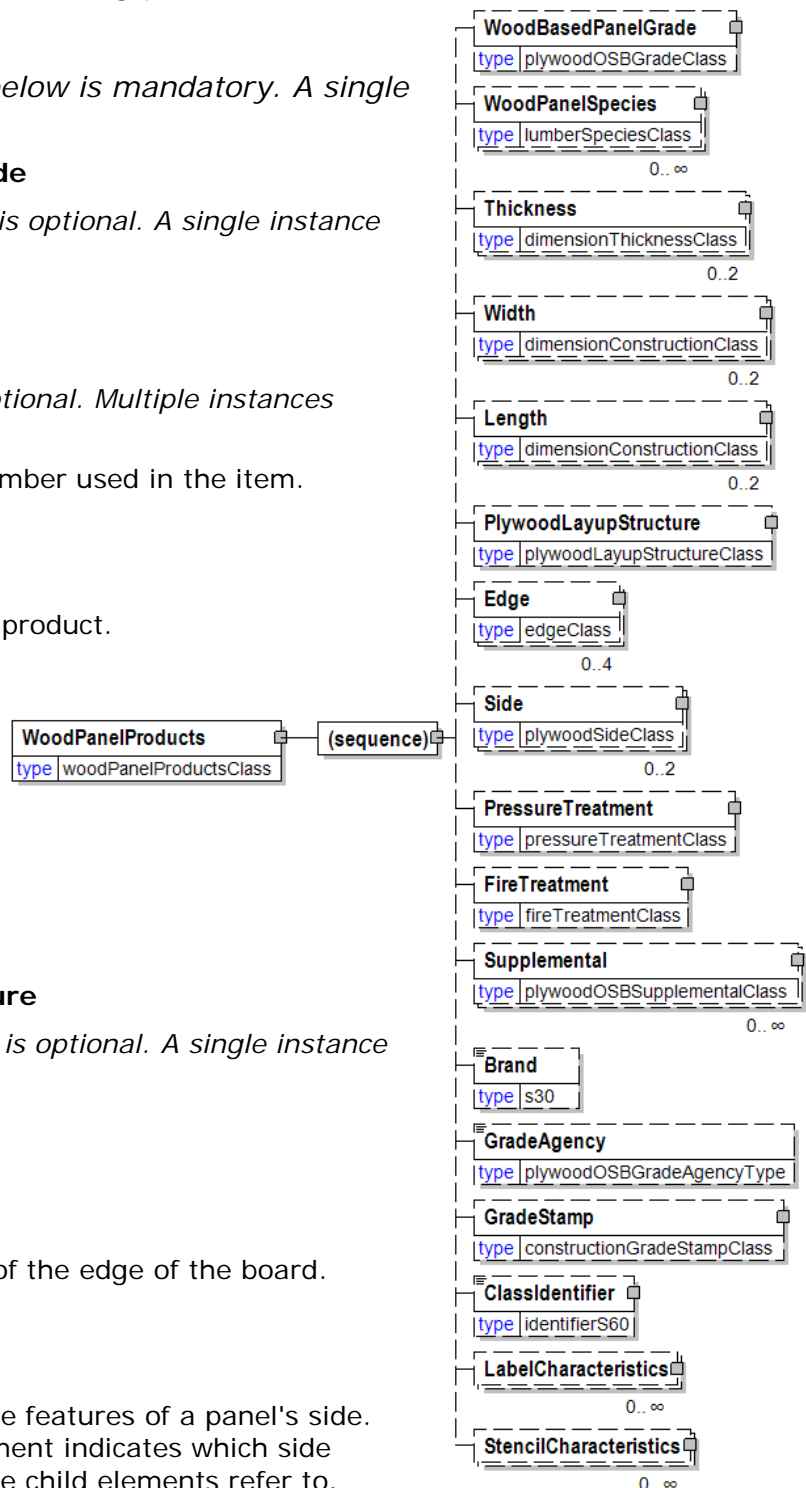 below is mandatory. A single
de
is optional. A single instance
tional. Multiple instances
mber used in the item.
product.
ure
is optional. A single instance
of the edge of the board.
e features of a panel's side.
ment indicates which side
e child elements refer to.
WoodPanelProducts
type woodPanelProductsClass
(sequence)
WoodBasedPanelGrade
type plywoodOSBGradeClass
WoodPanelSpecies
type lumberSpeciesClass
0.. ∞
Thickness
type dimensionThicknessClass
0..2
Width
type dimensionConstructionClass
0..2
Length
type dimensionConstructionClass
0..2
PlywoodLayupStructure
type plywoodLayupStructureClass
Edge
type edgeClass
0..4
Side
type plywoodSideClass
0..2
PressureTreatment
type pressureTreatmentClass
FireTreatment
type fireTreatmentClass
Supplemental
type plywoodOSBSupplementalClass
0.. ∞
Brand
type s30
GradeAgency
type plywoodOSBGradeAgencyType
GradeStamp
type constructionGradeStampClass
ClassIdentifier
type identifierS60
LabelCharacteristics
0.. ∞
StencilCharacteristics
0.. ∞